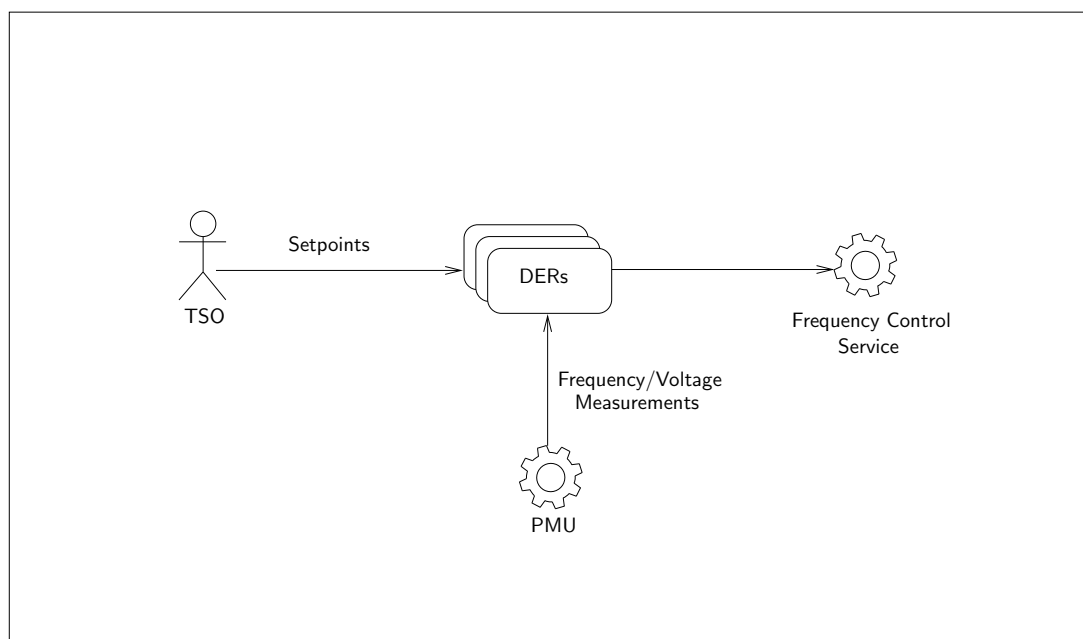 Setpoints
TSO
DERs
Frequency Control
Service
Frequency/Voltage
Measurements
PMU